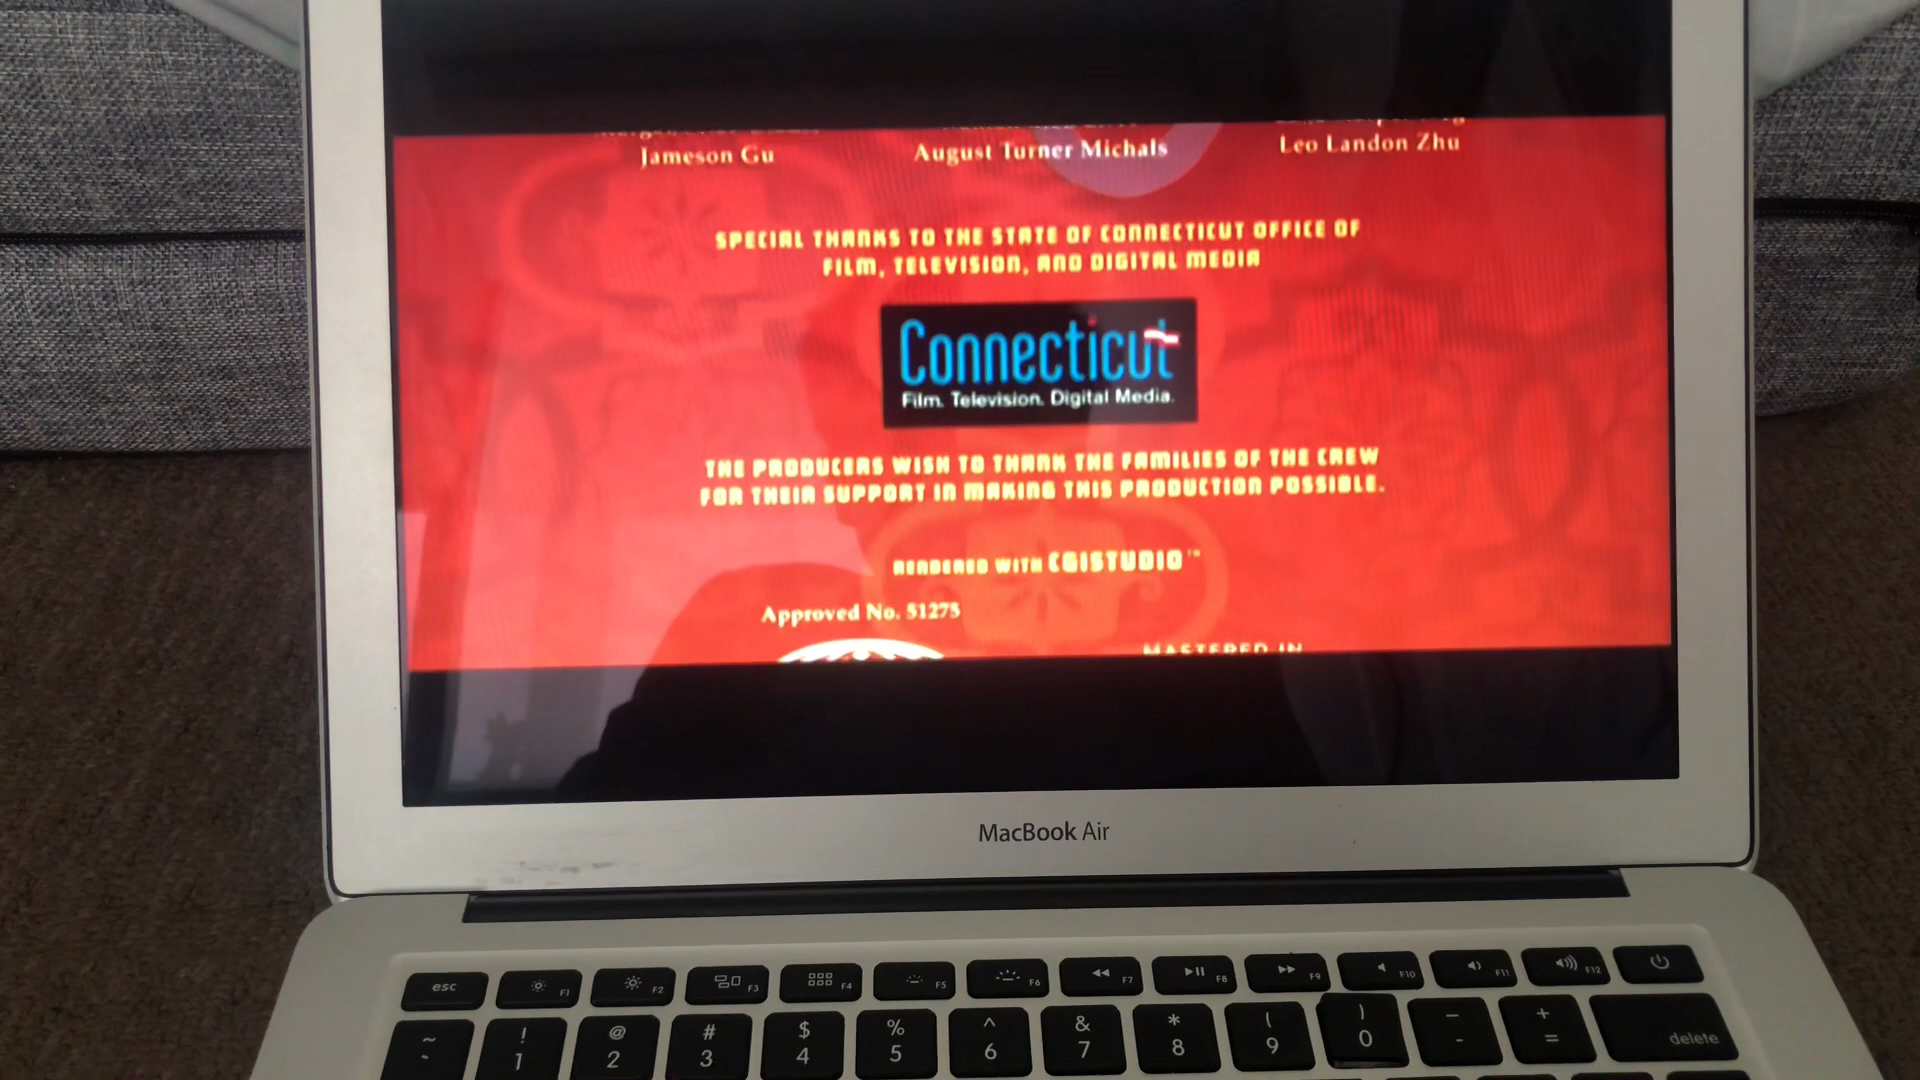 Jameson Gu
August Turner Michals
Leo Landon Zhu
SPECIAL THANKS TO THE STATE OF CONNECTICUT OFFICE OF
FILM, TELEVISION, AND DIGITAL MEDIA
Connecticut
Film. Television. Digital Media.
THE PRODUCERS WISH TO THANK THE FAMILIES OF THE CREW
FOR THEIR SUPPORT IN MAKING THIS PRODUCTION POSSIBLE.
RENDERED WITH CGISTUDIO™
Approved No. 51275
MASTERED IN
MacBook Air
esc F1 F2 F3 F4 F5 F6 F7 F8 F9 F10 F11 F12
~ ! @ # $ % ^ & * ( ) _ +
` 1 2 3 4 5 6 7 8 9 0 - = delete